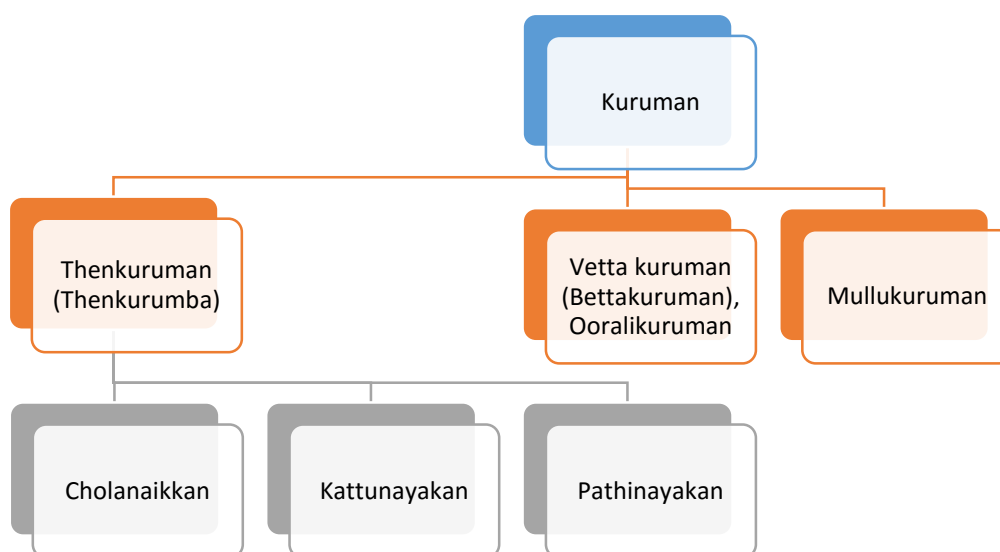 Kuruman
Thenkuruman
(Thenkurumba)
Vetta kuruman
(Bettakuruman),
Ooralikuruman
Mullukuruman
Cholanaikkan
Kattunayakan
Pathinayakan